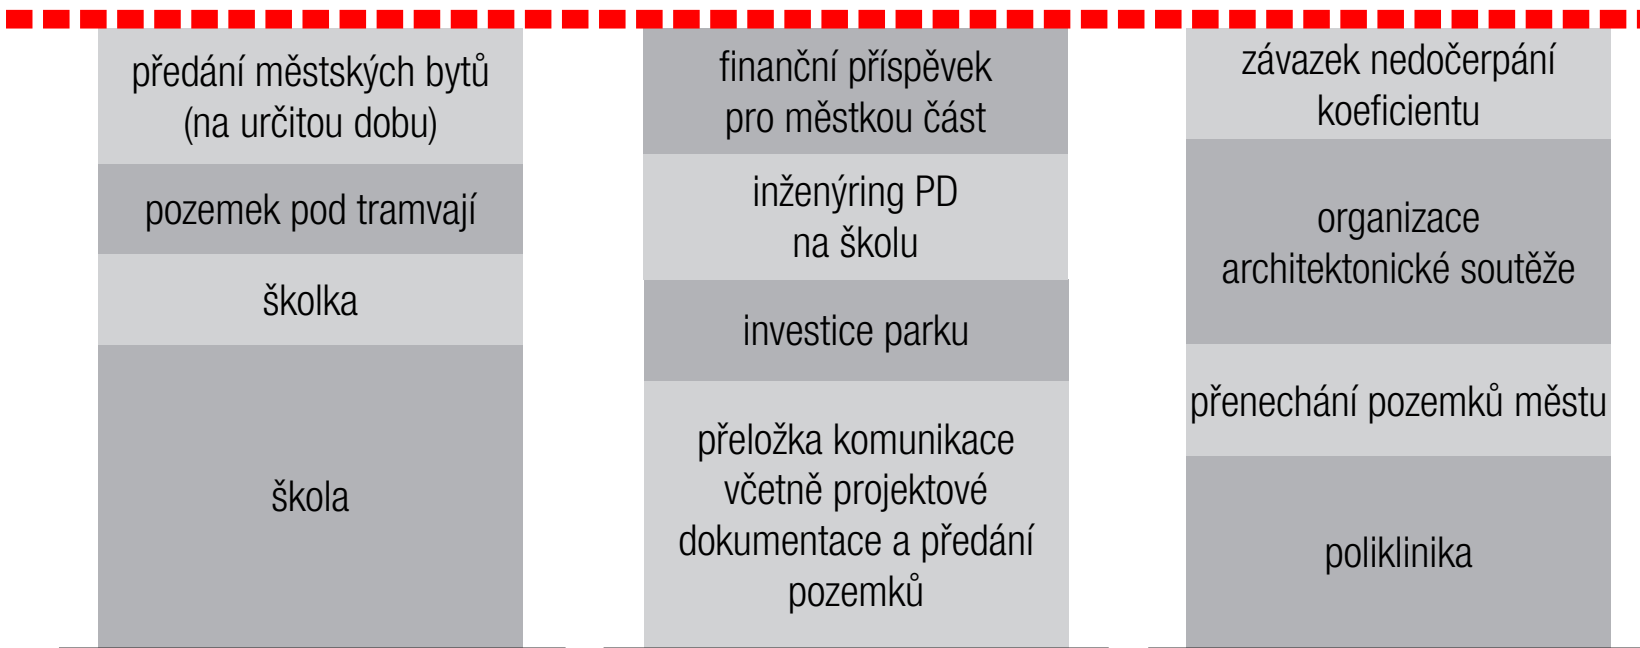 předání městských bytů
(na určitou dobu)
pozemek pod tramvají
školka
škola
finanční příspěvek
pro městkou část
inženýring PD
na školu
investice parku
přeložka komunikace
včetně projektové
dokumentace a předání
pozemků
závazek nedočerpání
koeficientu
organizace
architektonické soutěže
přenechání pozemků městu
poliklinika